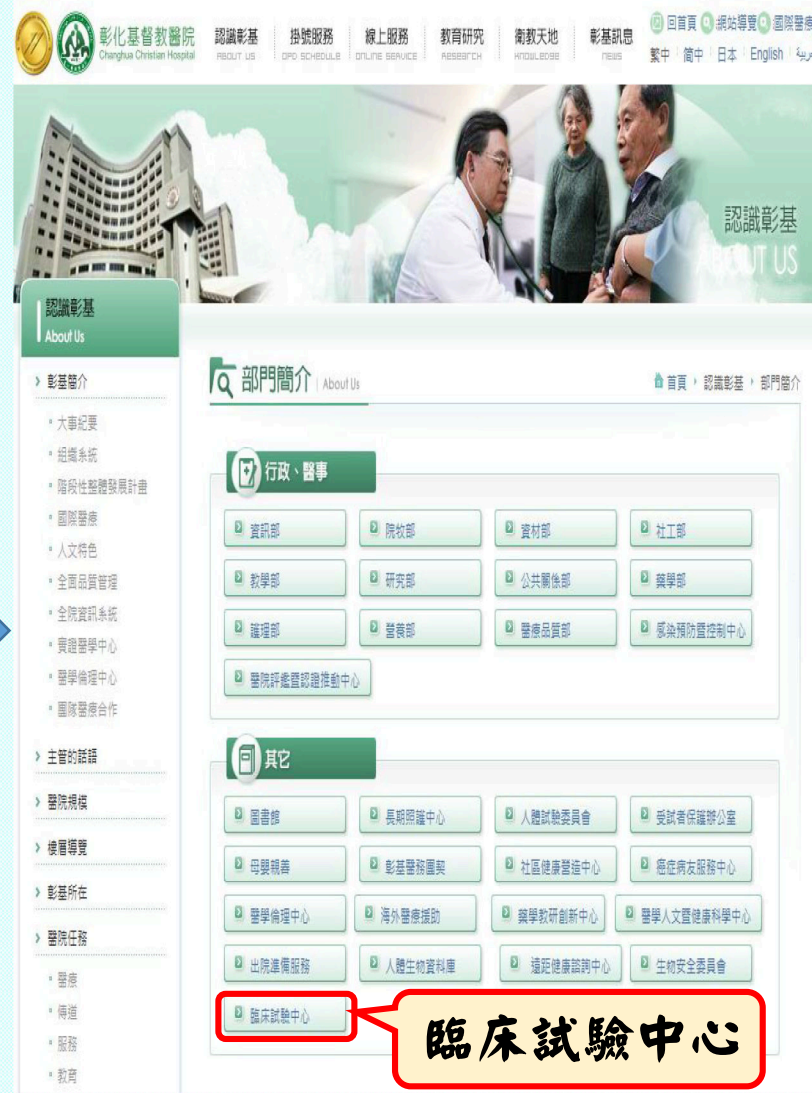 彰化基督教醫院
Changhua Christian Hospital
認識彰基
ABOUT US
掛號服務
OPD SCHEDULE
線上服務
ONLINE SERVICE
教育研究
RESEARCH
衛教天地
KNOWLEDGE
彰基訊息
NEWS
回首頁 網站導覽 國際醫療
繁中 簡中 日本 English
認識彰基
ABOUT US
認識彰基
About Us
彰基簡介
大事紀要
組織系統
階段性整體發展計畫
國際醫療
人文特色
全面品質管理
全院資訊系統
實證醫學中心
醫學倫理中心
團隊醫療合作
主管的話語
醫院規模
樓層導覽
彰基所在
醫院任務
醫療
傳道
服務
教育
部門簡介 About Us
首頁 認識彰基 部門簡介
行政、醫事
資訊部 院牧部 資材部 社工部
教學部 研究部 公共關係部 藥學部
護理部 營養部 醫療品質部 感染預防暨控制中心
醫院評鑑暨認證推動中心
其它
圖書館 長期照護中心 人體試驗委員會 受試者保護辦公室
母嬰親善 彰基醫務團契 社區健康營造中心 癌症病友服務中心
醫學倫理中心 海外醫療援助 藥學教研創新中心 醫學人文暨健康科學中心
出院準備服務 人體生物資料庫 遠距健康諮詢中心 生物安全委員會
臨床試驗中心
臨床試驗中心